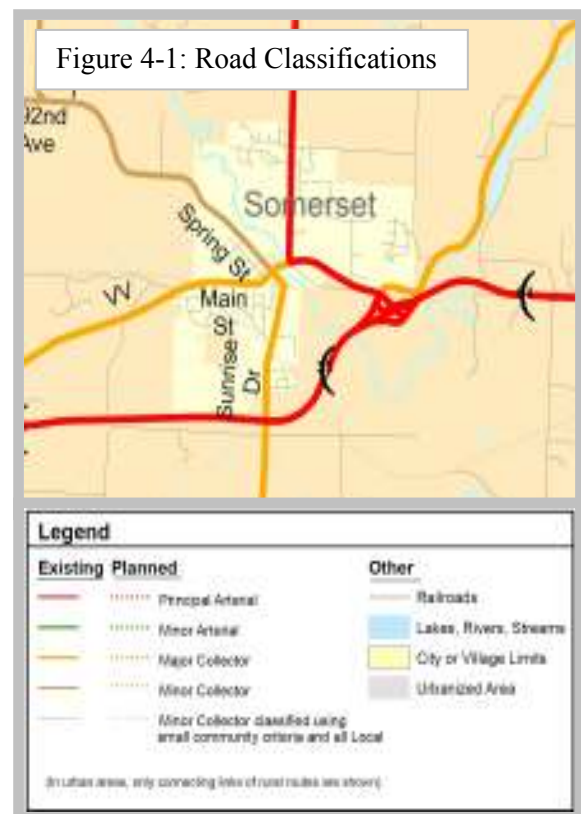 Figure 4-1: Road Classifications
92nd
Ave
Somerset
Spring St
VV
Main
St
Sunrise
Dr
Legend
Existing Planned Other
Principal Arterial
Minor Arterial
Major Collector
Minor Collector
Minor Collector classified using
small community criteria and all Local
Railroads
Lakes, Rivers, Streams
City or Village Limits
Urbanized Area
(In urban areas, only connecting links of rural routes are shown)